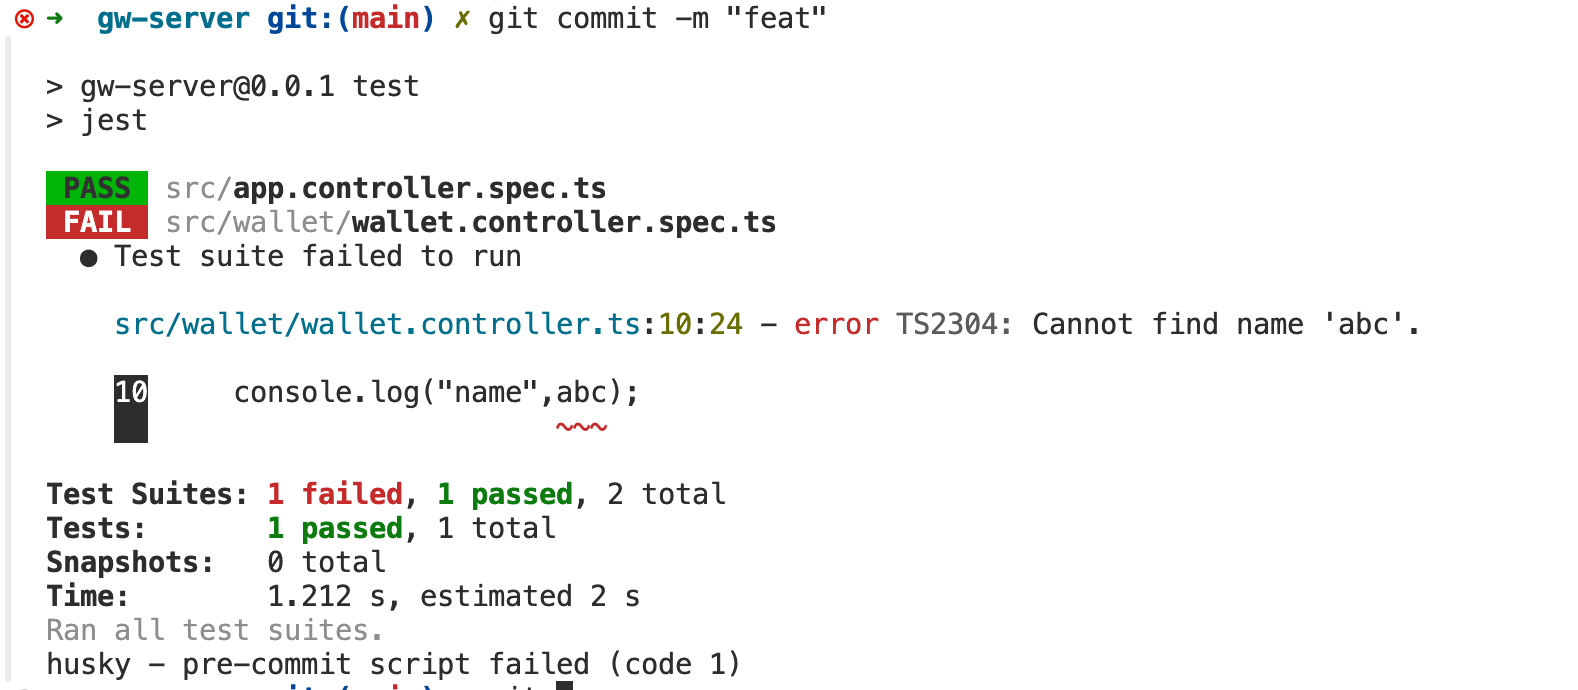 ➜  gw-server git:(main) ✗ git commit -m "feat"
> gw-server@0.0.1 test
> jest
PASS src/app.controller.spec.ts
FAIL src/wallet/wallet.controller.spec.ts
● Test suite failed to run
src/wallet/wallet.controller.ts:10:24 - error TS2304: Cannot find name 'abc'.
10     console.log("name",abc);
~~~
Test Suites: 1 failed, 1 passed, 2 total
Tests:       1 passed, 1 total
Snapshots:   0 total
Time:        1.212 s, estimated 2 s
Ran all test suites.
husky - pre-commit script failed (code 1)